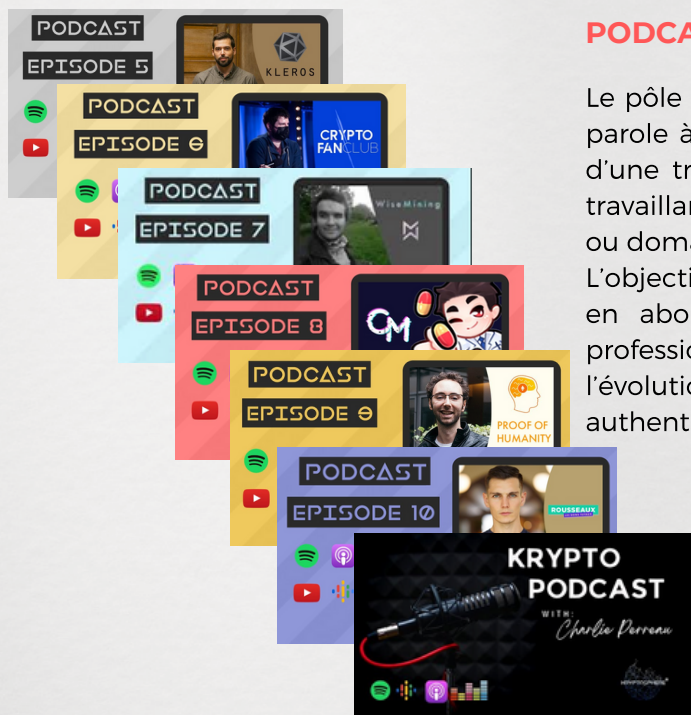 PODCAST
EPISODE 5
KLEROS
PODCAST
EPISODE 6
CRYPTO
FANCLUB
PODCAST
EPISODE 7
WiseMining
PODCAST
EPISODE 8
CM
PODCAST
EPISODE 9
PROOF OF
HUMANITY
PODCAST
EPISODE 10
ROUSSEAUX
KRYPTO
PODCAST
WITH:
Charlie Perreau
KRYPTOSPHERE
PODCA
Le pôle
parole à
d'une tr
travaillan
ou doma
L'objecti
en abo
professio
l'évolutio
authent